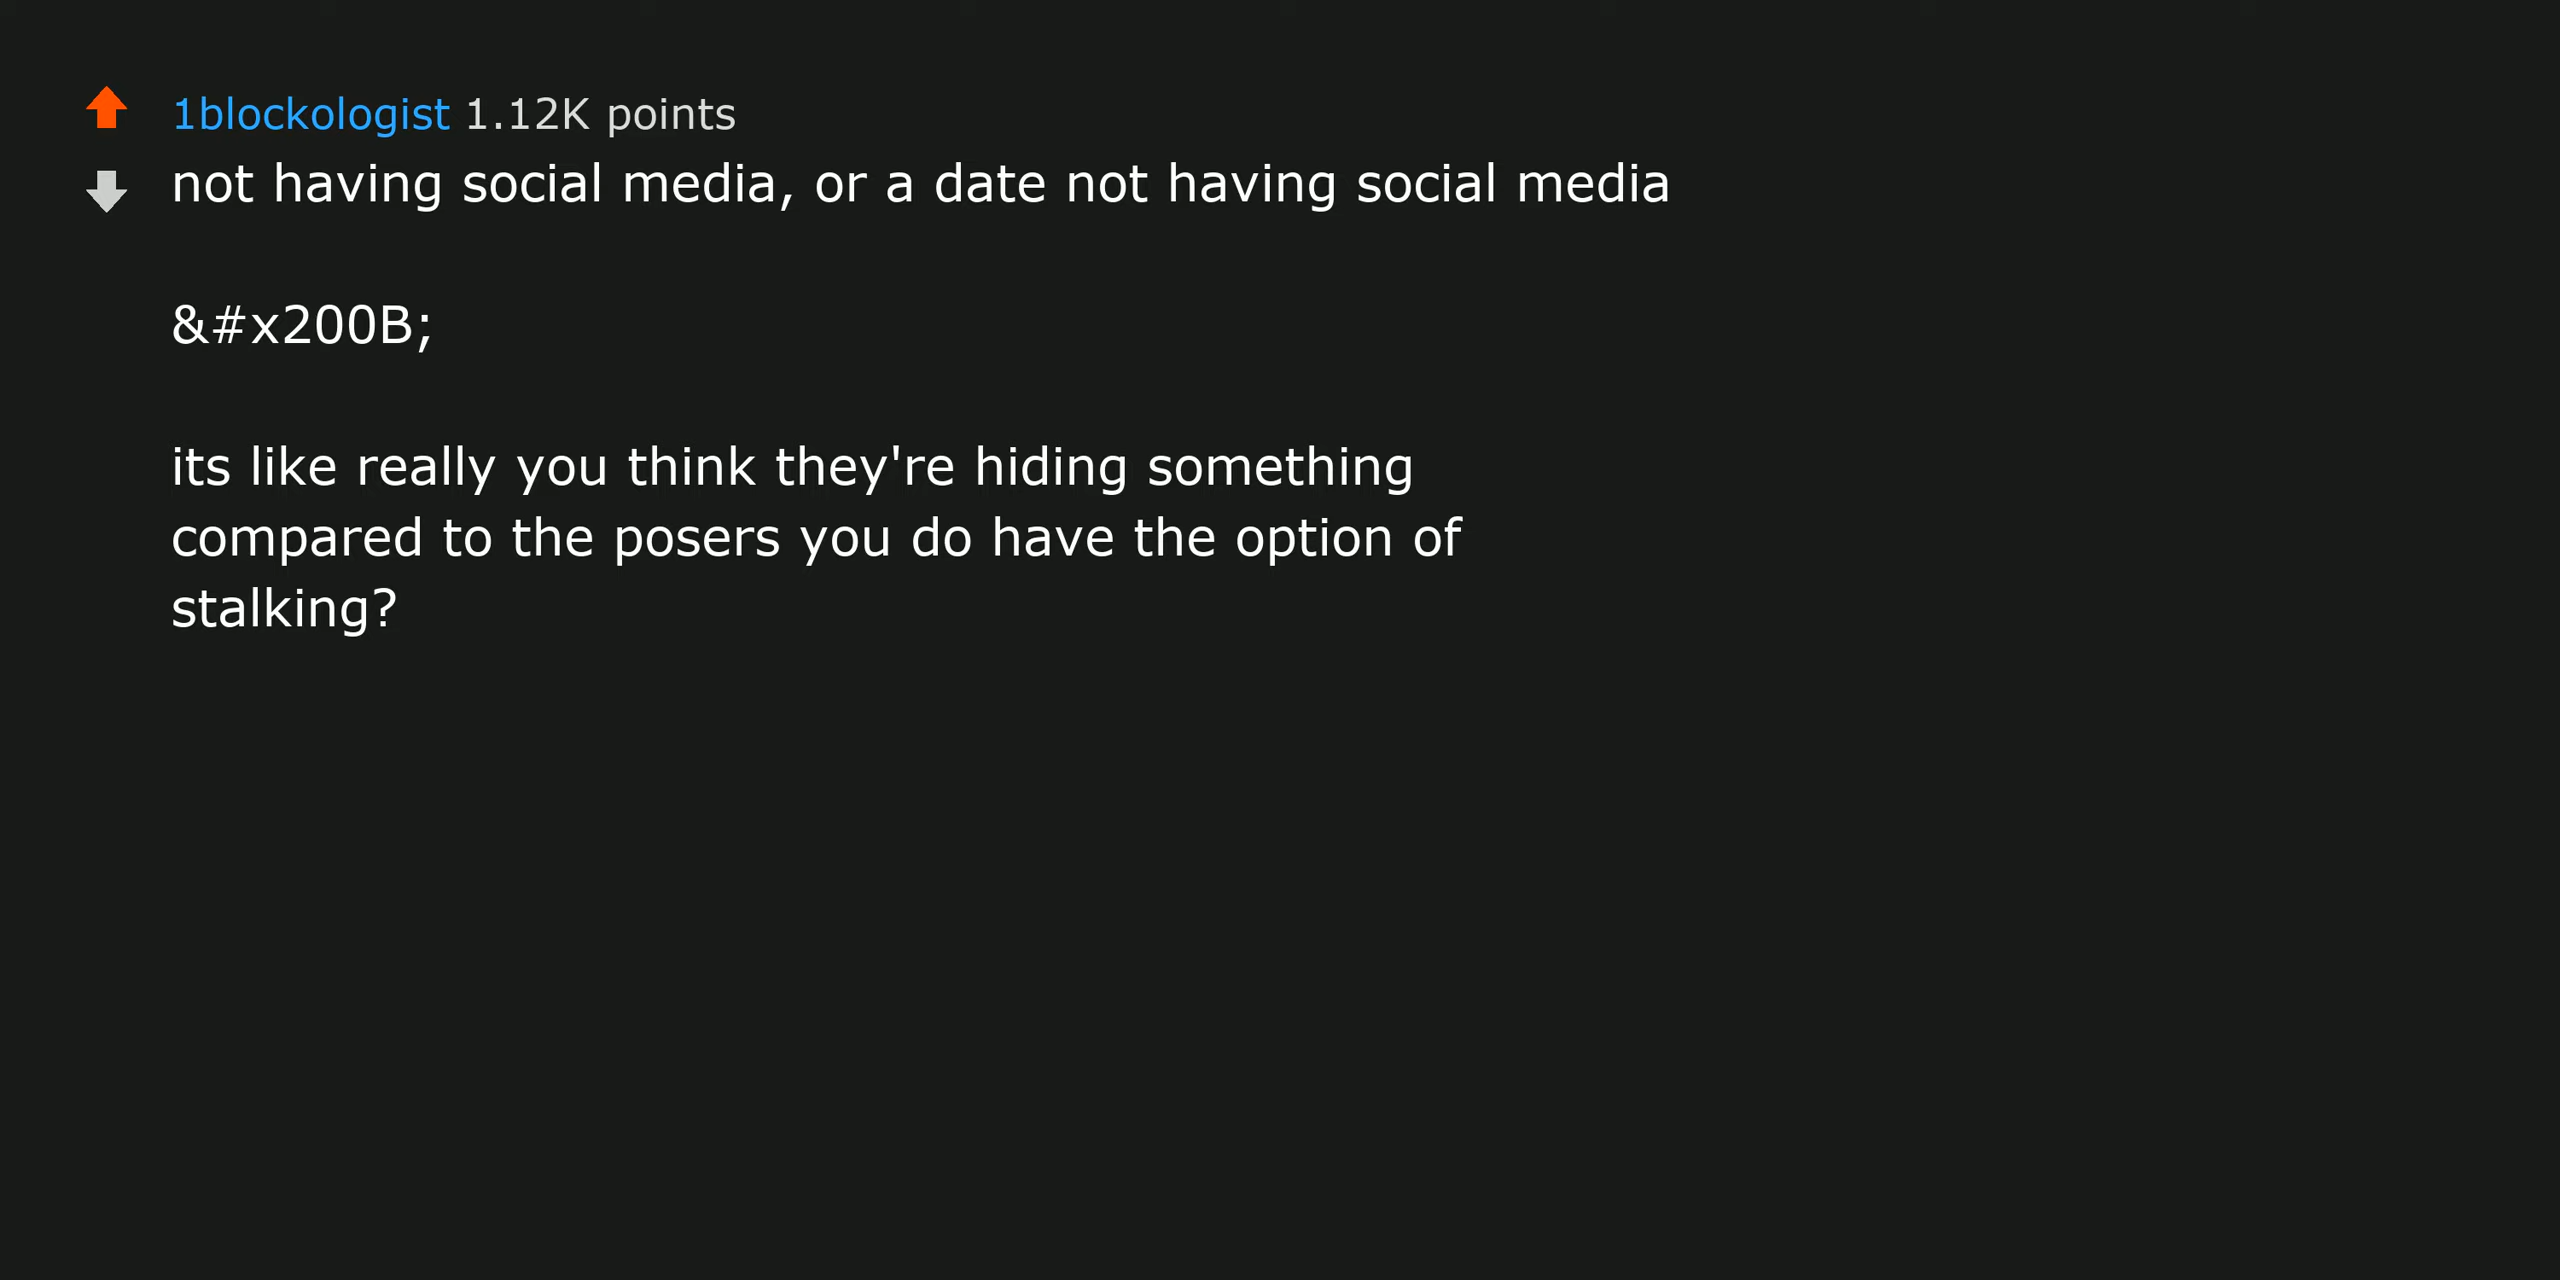 1blockologist 1.12K points
not having social media, or a date not having social media
&#x200B;
its like really you think they're hiding something
compared to the posers you do have the option of
stalking?